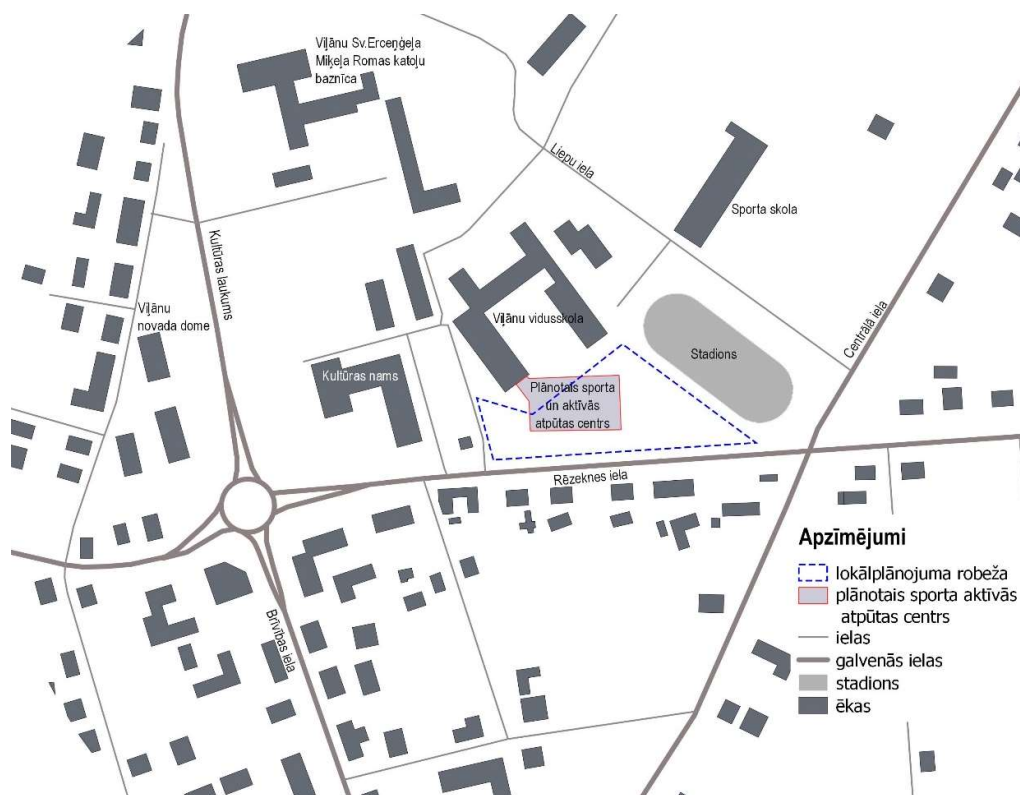 Viļānu Sv.Erceņģeļa
Miķeļa Romas katoļu
baznīca
Liepu iela
Sporta skola
Kultūras laukums
Viļānu
novada dome
Viļānu vidusskola
Centrālā iela
Stadions
Kultūras nams
Plānotais sporta
un aktīvās
atpūtas centrs
Rēzeknes iela
Brīvības iela
Apzīmējumi
lokālplānojuma robeža
plānotais sporta aktīvās
atpūtas centrs
ielas
galvenās ielas
stadions
ēkas